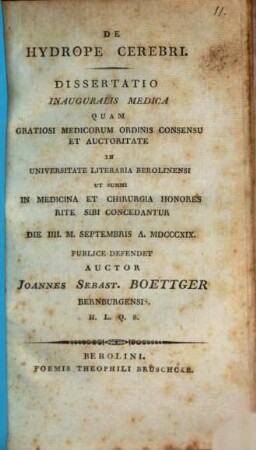 11.
DE
HYDROPE CEREBRI.
DISSERTATIO
INAUGURALIS MEDICA
QUAM
GRATIOSI MEDICORUM ORDINIS CONSENSU
ET AUCTORITATE
IN
UNIVERSITATE LITERARIA BEROLINENSI
UT SUMMI
IN MEDICINA ET CHIRURGIA HONORES
RITE SIBI CONCEDANTUR
DIE IIII. M. SEPTEMBRIS A. MDCCCXIX.
PUBLICE DEFENDET
AUCTOR
JOANNES SEBAST. BOETTGER
BERNBURGENSIS.
H. L. Q. S.
BEROLINI.
FORMIS THEOPHILI BRÜSCHCKE.